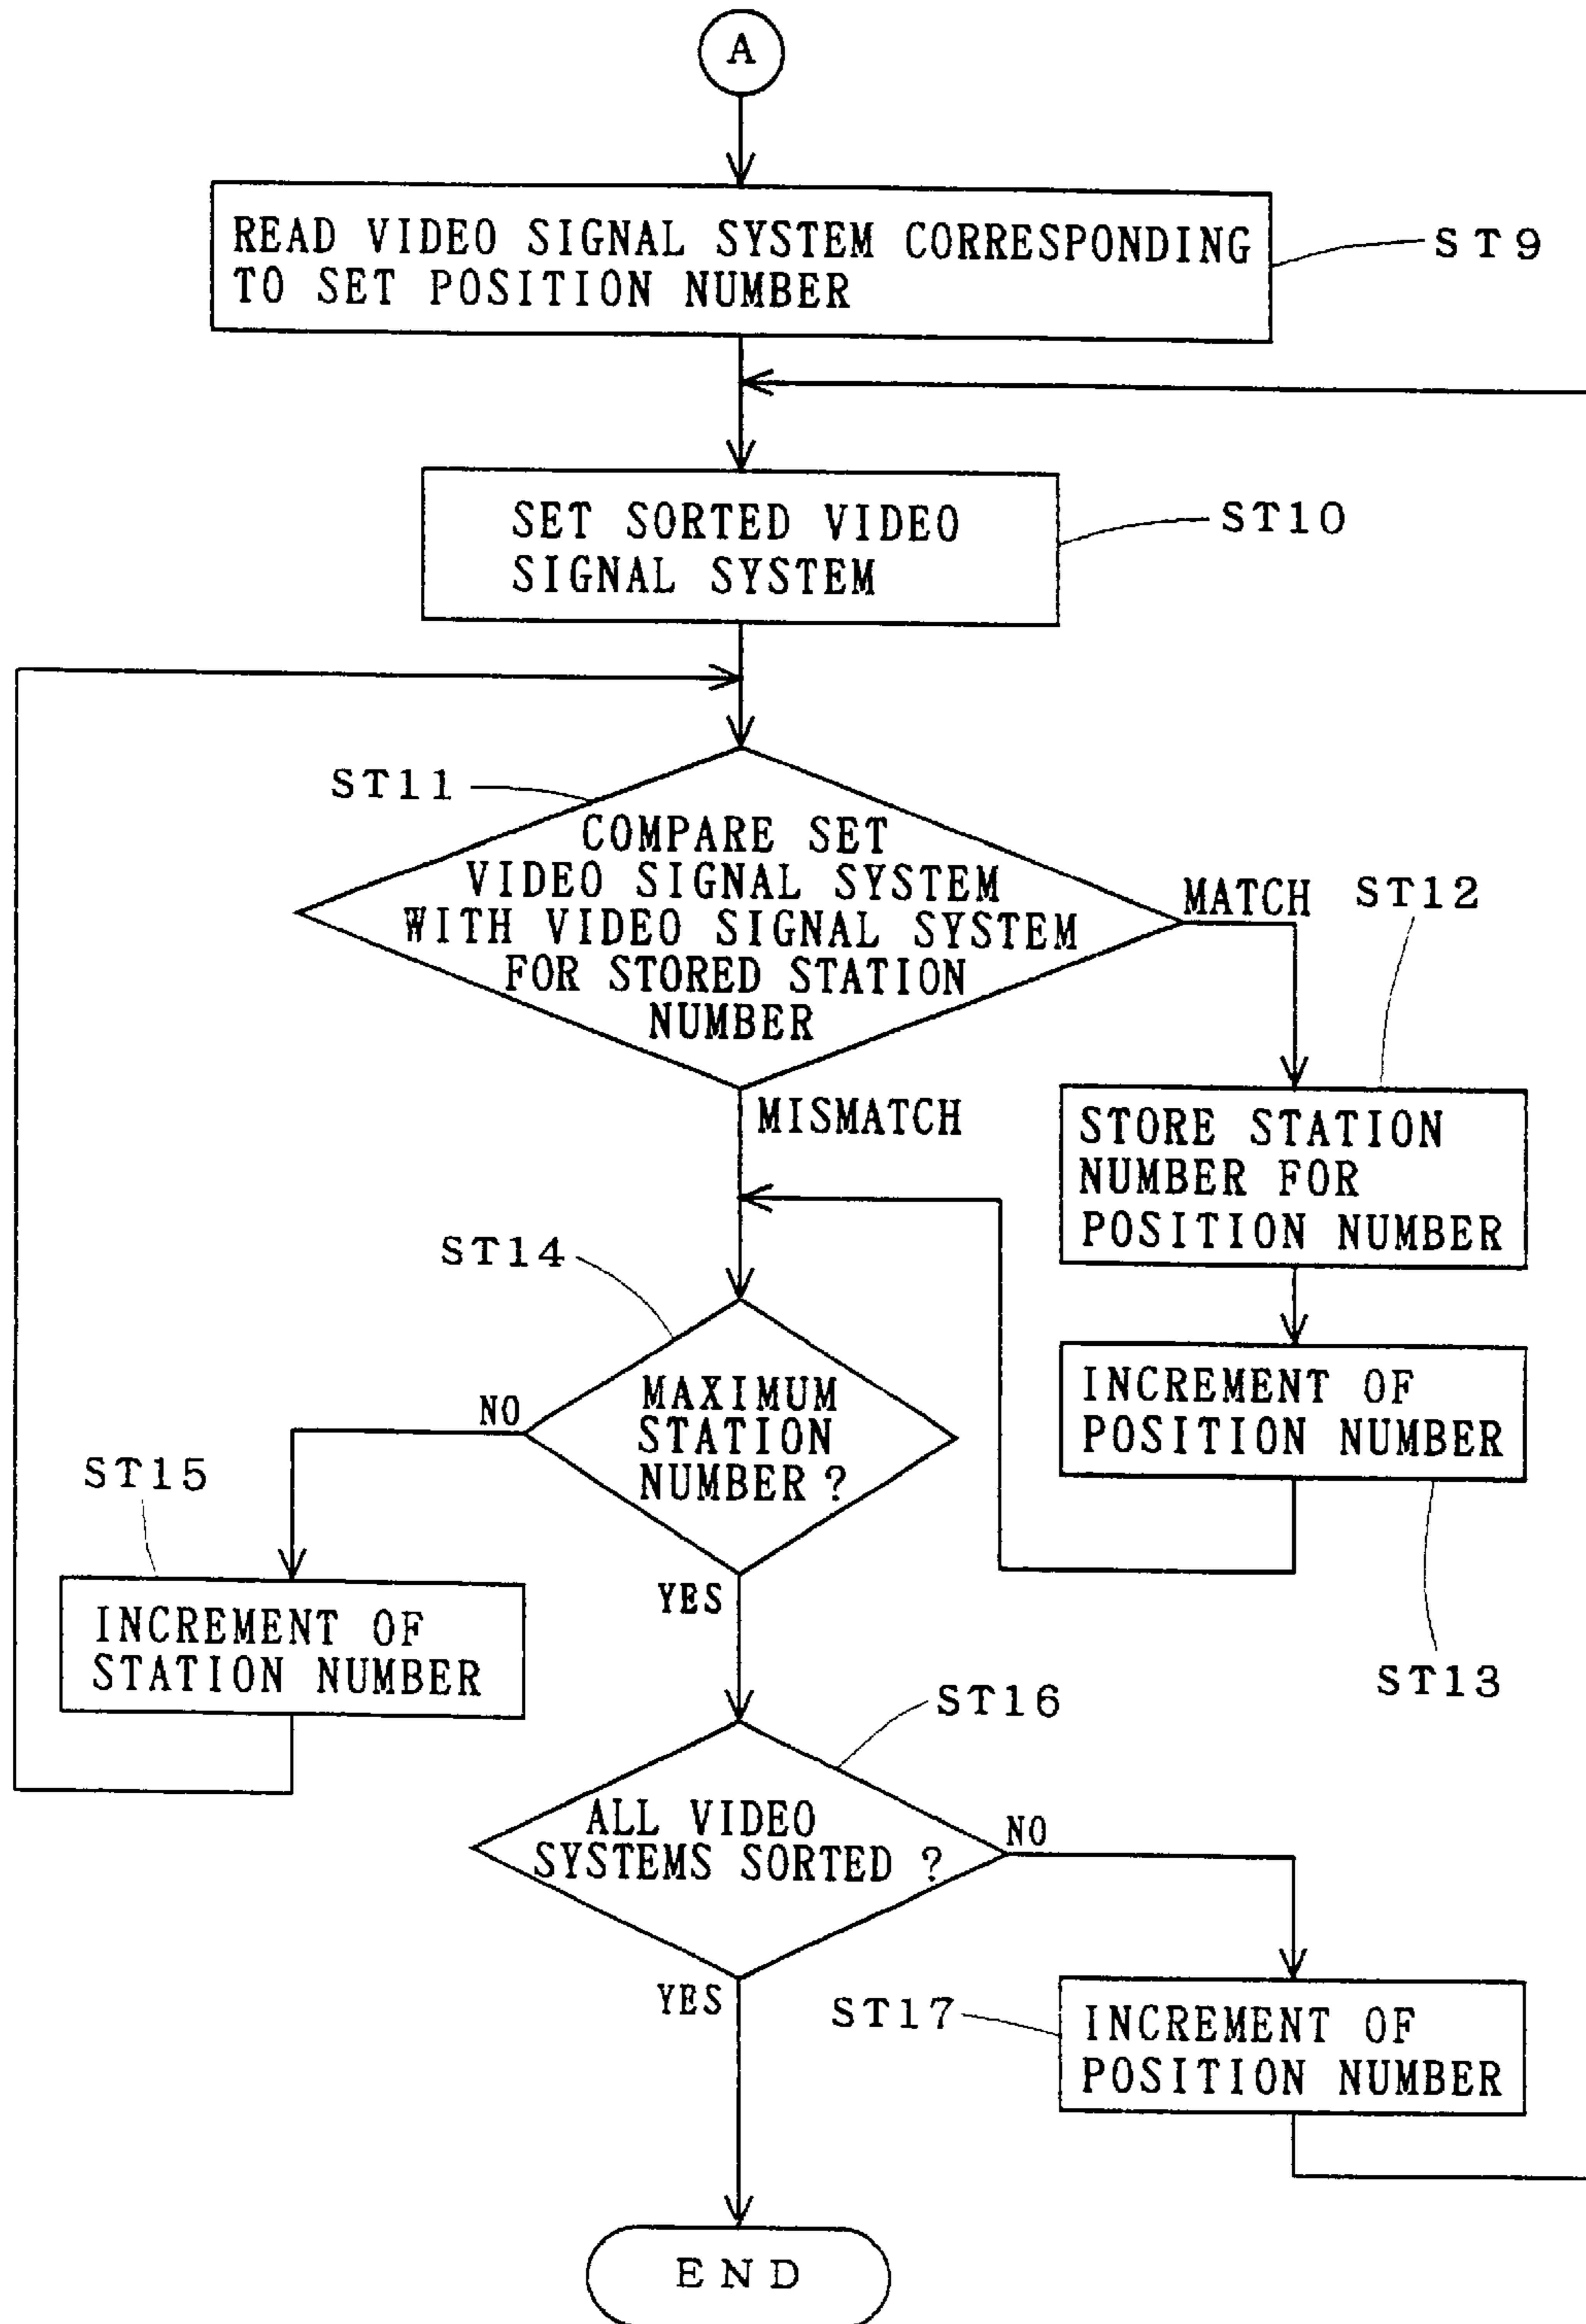 A
READ VIDEO SIGNAL SYSTEM CORRESPONDING
TO SET POSITION NUMBER
ST9
SET SORTED VIDEO
SIGNAL SYSTEM
ST10
ST11
COMPARE SET
VIDEO SIGNAL SYSTEM
WITH VIDEO SIGNAL SYSTEM
FOR STORED STATION
NUMBER
MATCH
ST12
MISMATCH
STORE STATION
NUMBER FOR
POSITION NUMBER
ST14
MAXIMUM
STATION
NUMBER ?
NO
INCREMENT OF
POSITION NUMBER
ST15
YES
INCREMENT OF
STATION NUMBER
ST13
ST16
ALL VIDEO
SYSTEMS SORTED ?
NO
YES
ST17
INCREMENT OF
POSITION NUMBER
END